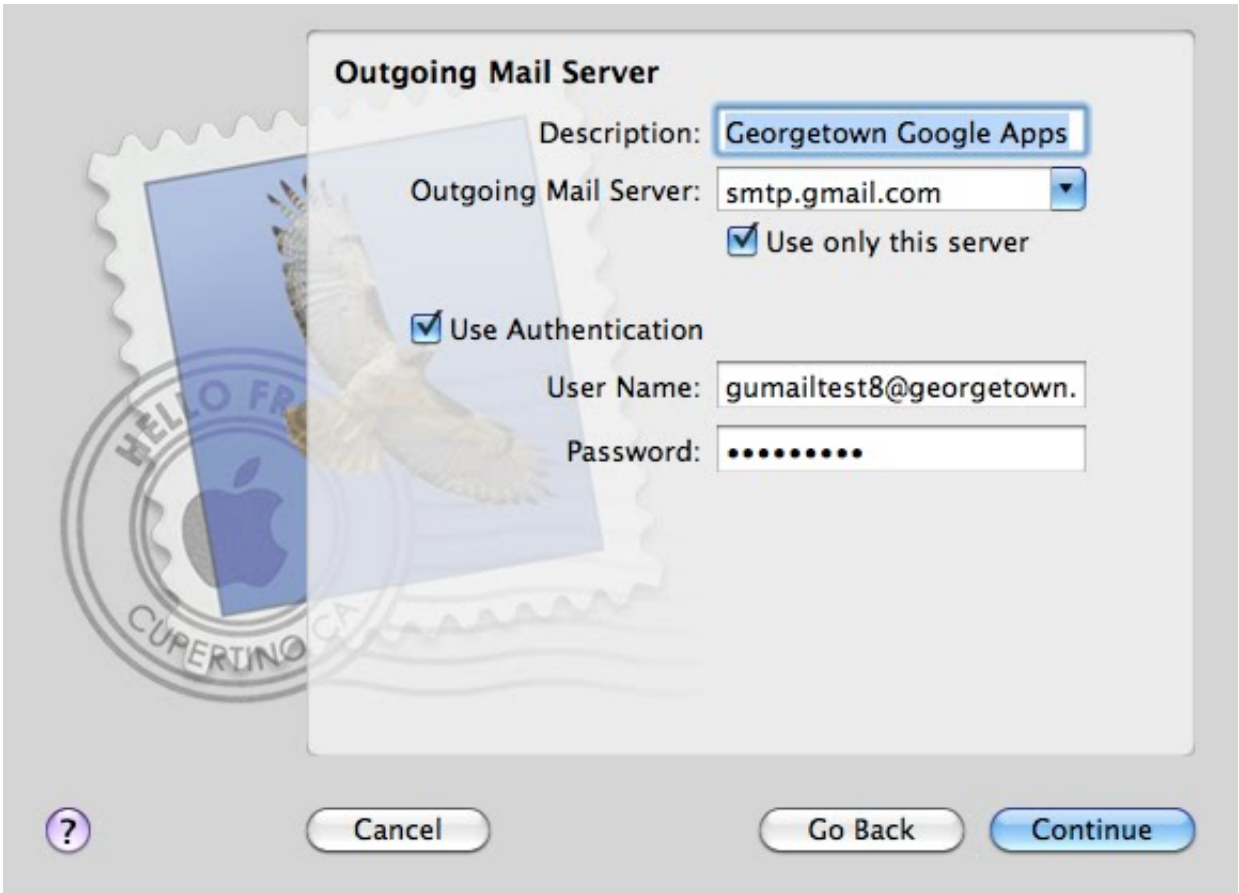 Outgoing Mail Server
Description: Georgetown Google Apps
Outgoing Mail Server: smtp.gmail.com
Use only this server
Use Authentication
User Name: gumailtest8@georgetown.
Password: •••••••••
HELLO FR
CUPERTINO CA
? Cancel Go Back Continue